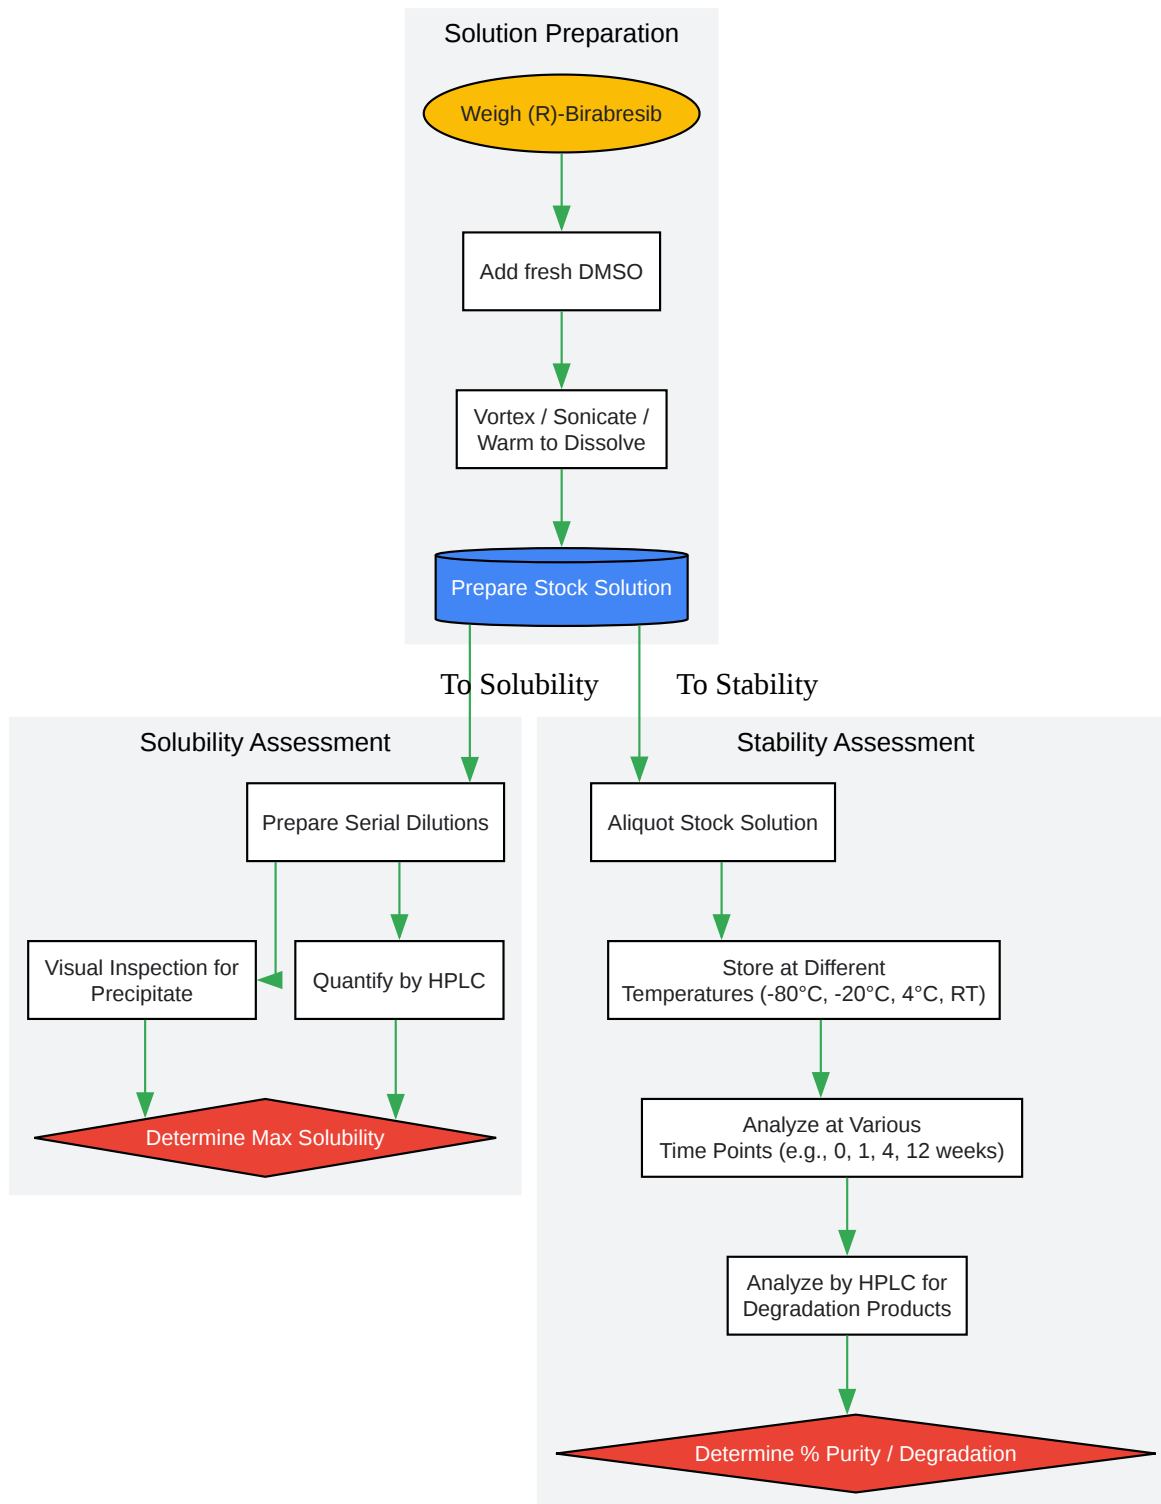 Solution Preparation
Weigh (R)-Birabresib
Add fresh DMSO
Vortex / Sonicate /
Warm to Dissolve
Prepare Stock Solution
To Solubility
To Stability
Solubility Assessment
Prepare Serial Dilutions
Visual Inspection for
Precipitate
Quantify by HPLC
Determine Max Solubility
Stability Assessment
Aliquot Stock Solution
Store at Different
Temperatures (-80°C, -20°C, 4°C, RT)
Analyze at Various
Time Points (e.g., 0, 1, 4, 12 weeks)
Analyze by HPLC for
Degradation Products
Determine % Purity / Degradation